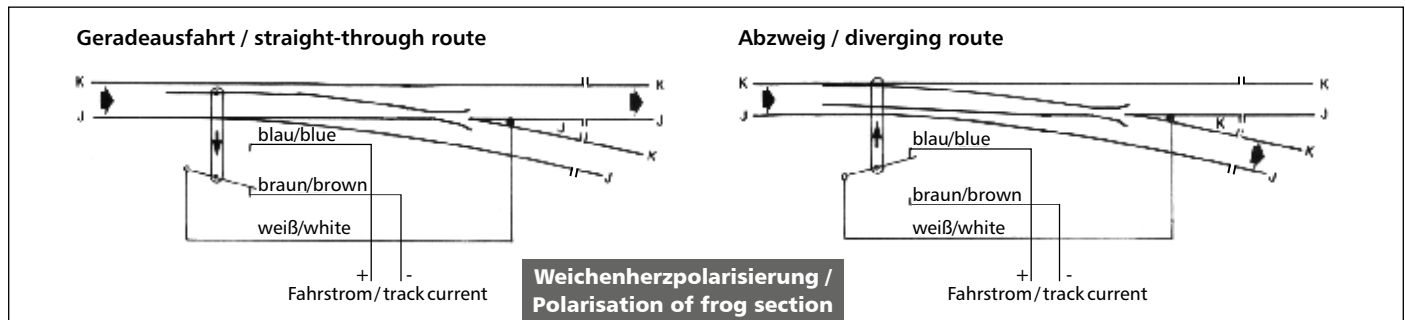 Geradeausfahrt / straight-through route
K
K
J
J
J
K
J
blau/blue
braun/brown
weiß/white
+ -
Fahrstrom/track current
Abzweig / diverging route
K
K
J
J
K
K
J
blau/blue
braun/brown
weiß/white
+ -
Fahrstrom/track current
Weichenherzpolarisierung /
Polarisation of frog section